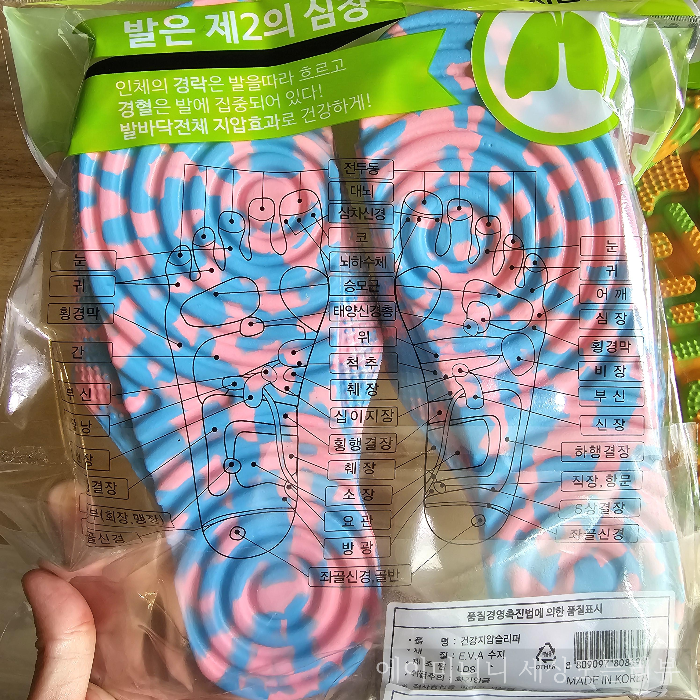 발은 제2의 심장
인체의 경락은 발을따라 흐르고
경혈은 발에 집중되어 있다!
발바닥전체 지압효과로 건강하게!
전두동
대뇌
삼차신경
코
뇌하수체
승모근
태양신경총
위
척추
췌장
십이지장
횡행결장
췌장
소장
요관
방광
좌골신경,골반
눈
귀
횡경막
간
부신
결장
눈
귀
어깨
심장
횡경막
비장
부신
신장
하행결장
직장.항문
S상결장
좌골신경
품질경영촉진법에 의한 품질표시
• 품 명 : 건강지압슬리퍼
• 재 질 : E.V.A 수지
MADE IN KOREA